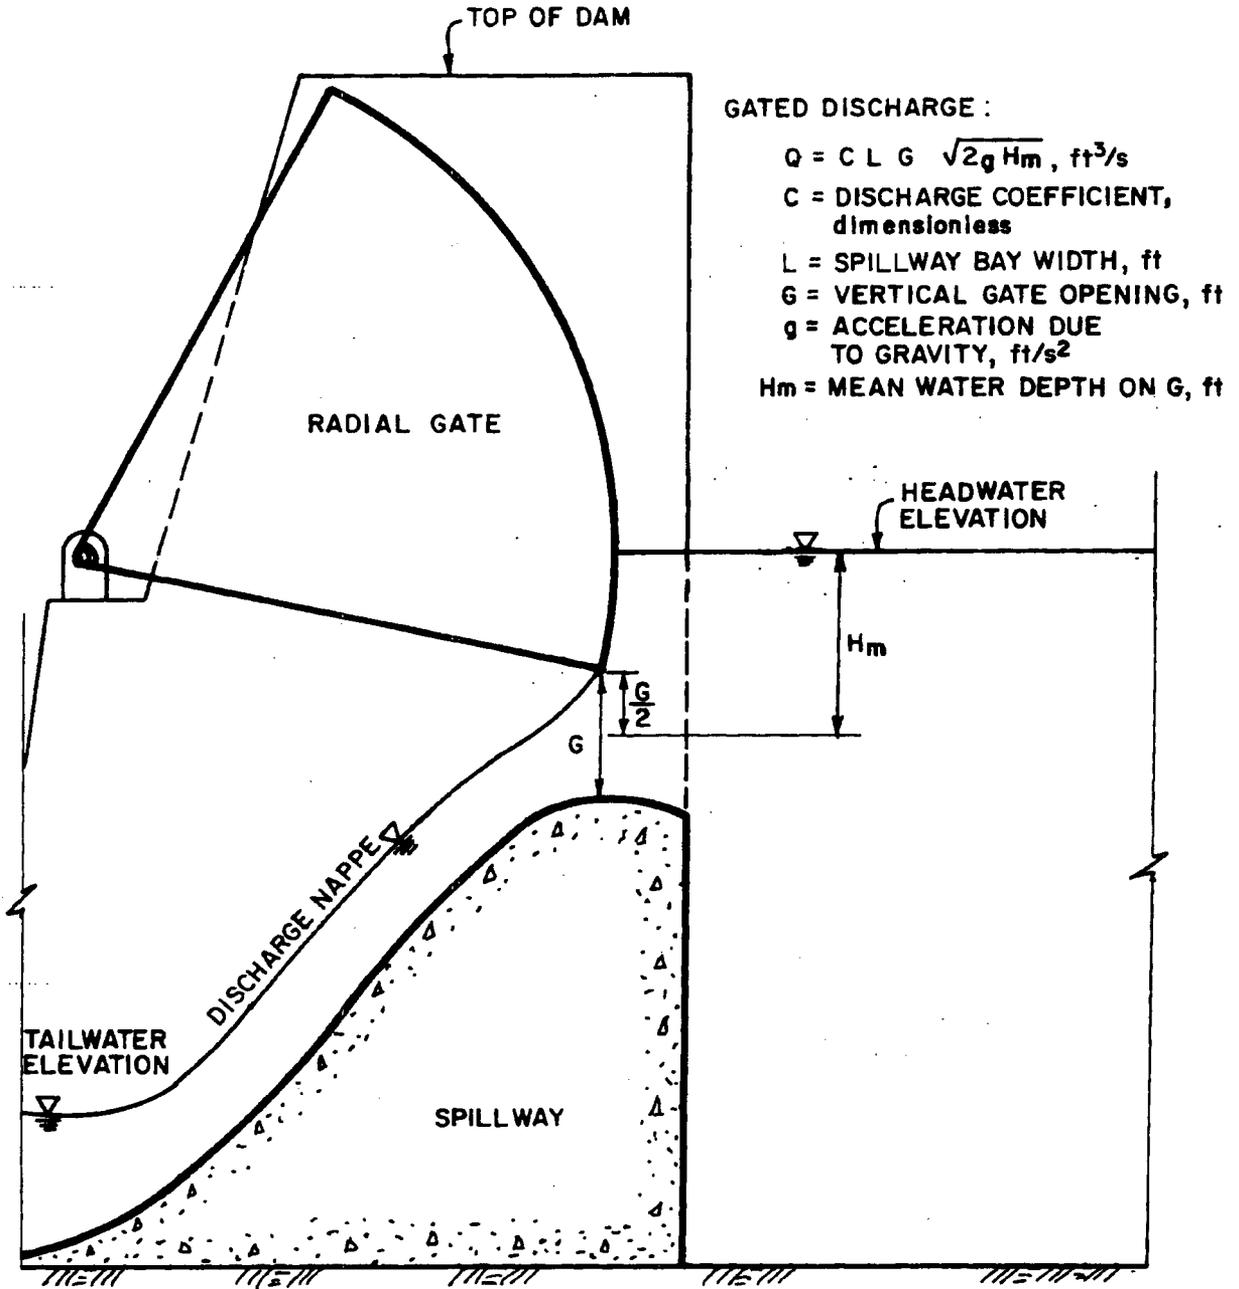 TOP OF DAM
GATED DISCHARGE:
Q = C L G √2g Hm, ft³/s
C = DISCHARGE COEFFICIENT,
dimensionless
L = SPILLWAY BAY WIDTH, ft
G = VERTICAL GATE OPENING, ft
g = ACCELERATION DUE
TO GRAVITY, ft/s²
Hm = MEAN WATER DEPTH ON G, ft
RADIAL GATE
HEADWATER
ELEVATION
Hm
G
2
G
DISCHARGE NAPPE
TAILWATER
ELEVATION
SPILLWAY